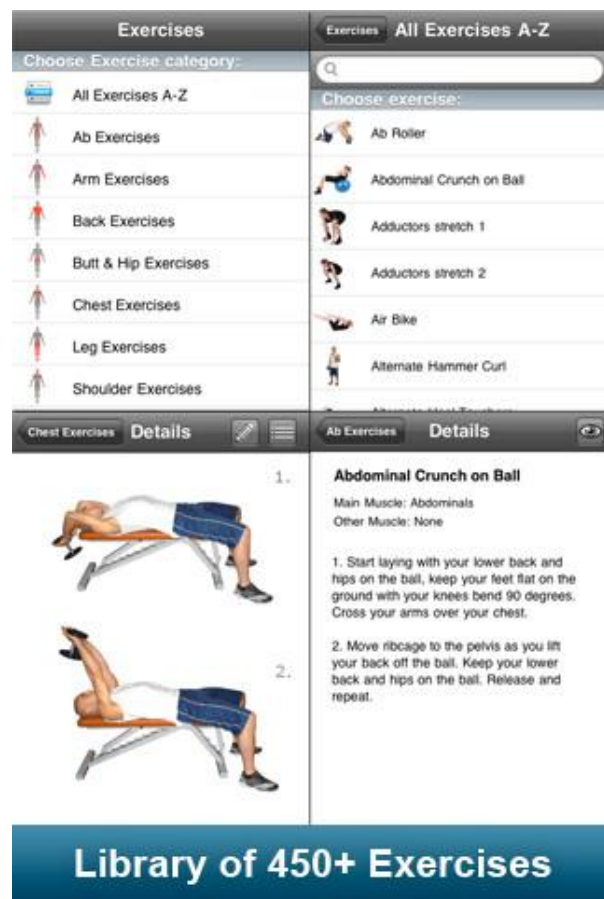 Exercises
Choose Exercise category:
All Exercises A-Z
Ab Exercises
Arm Exercises
Back Exercises
Butt & Hip Exercises
Chest Exercises
Leg Exercises
Shoulder Exercises
Exercises
All Exercises A-Z
Choose exercise:
Ab Roller
Abdominal Crunch on Ball
Adductors stretch 1
Adductors stretch 2
Air Bike
Alternate Hammer Curl
Chest Exercises
Details
1.
2.
Ab Exercises
Details
Abdominal Crunch on Ball
Main Muscle: Abdominals
Other Muscle: None
1. Start laying with your lower back and
hips on the ball, keep your feet flat on the
ground with your knees bend 90 degrees.
Cross your arms over your chest.
2. Move ribcage to the pelvis as you lift
your back off the ball. Keep your lower
back and hips on the ball. Release and
repeat.
Library of 450+ Exercises